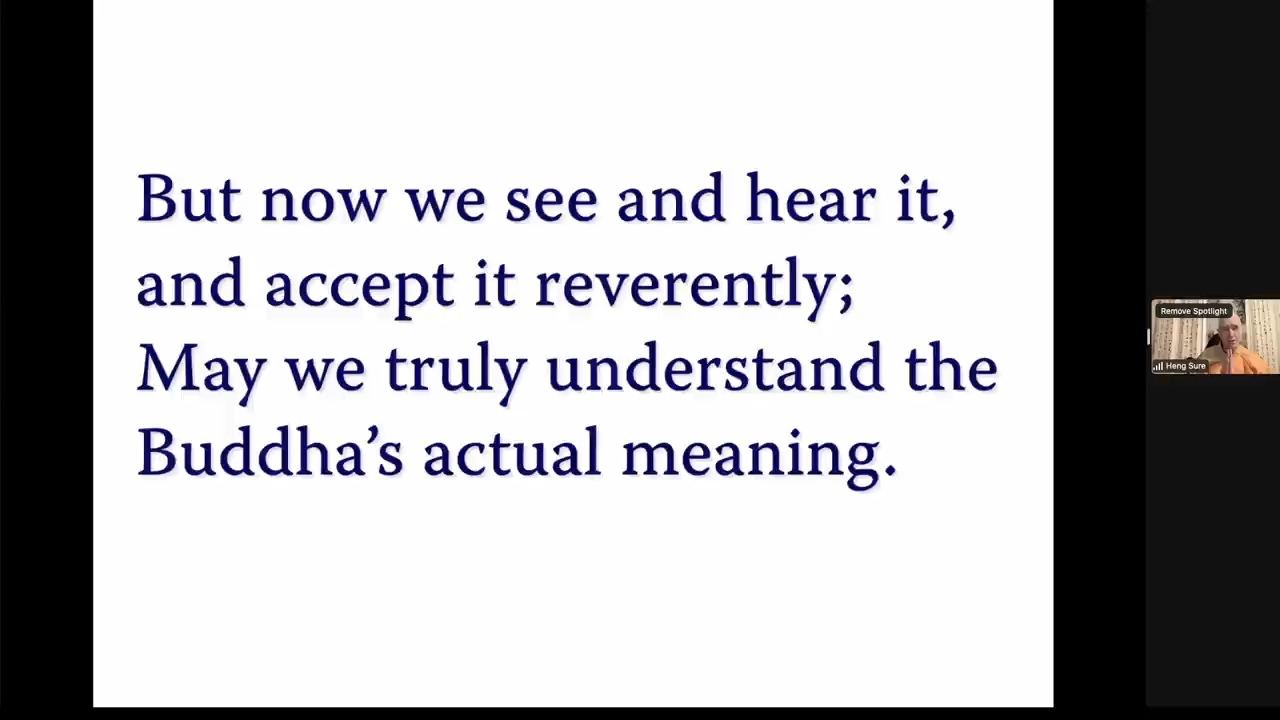 But now we see and hear it,
and accept it reverently;
May we truly understand the
Buddha’s actual meaning.
Remove Spotlight
Heng Sure